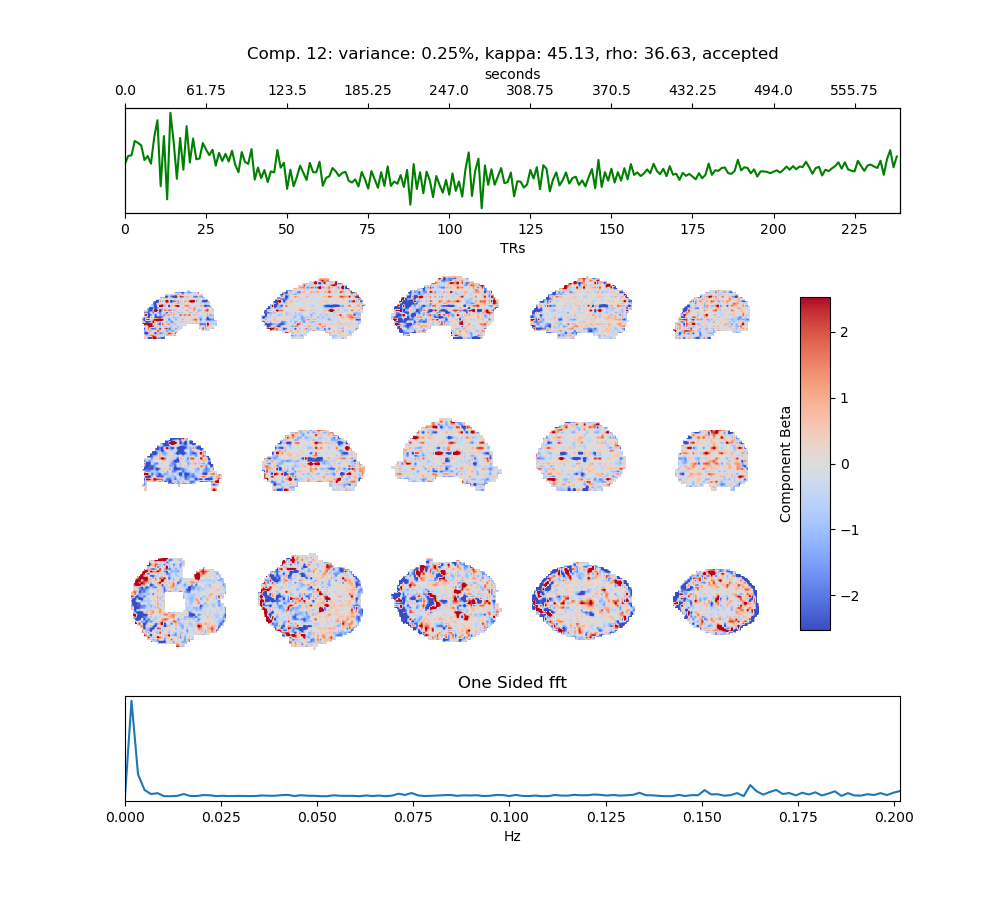 Comp. 12: variance: 0.25%, kappa: 45.13, rho: 36.63, accepted
seconds
0.0 61.75 123.5 185.25 247.0 308.75 370.5 432.25 494.0 555.75
0 25 50 75 100 125 150 175 200 225
TRs
2
1
0
−1
−2
Component Beta
One Sided fft
0.000 0.025 0.050 0.075 0.100 0.125 0.150 0.175 0.200
Hz